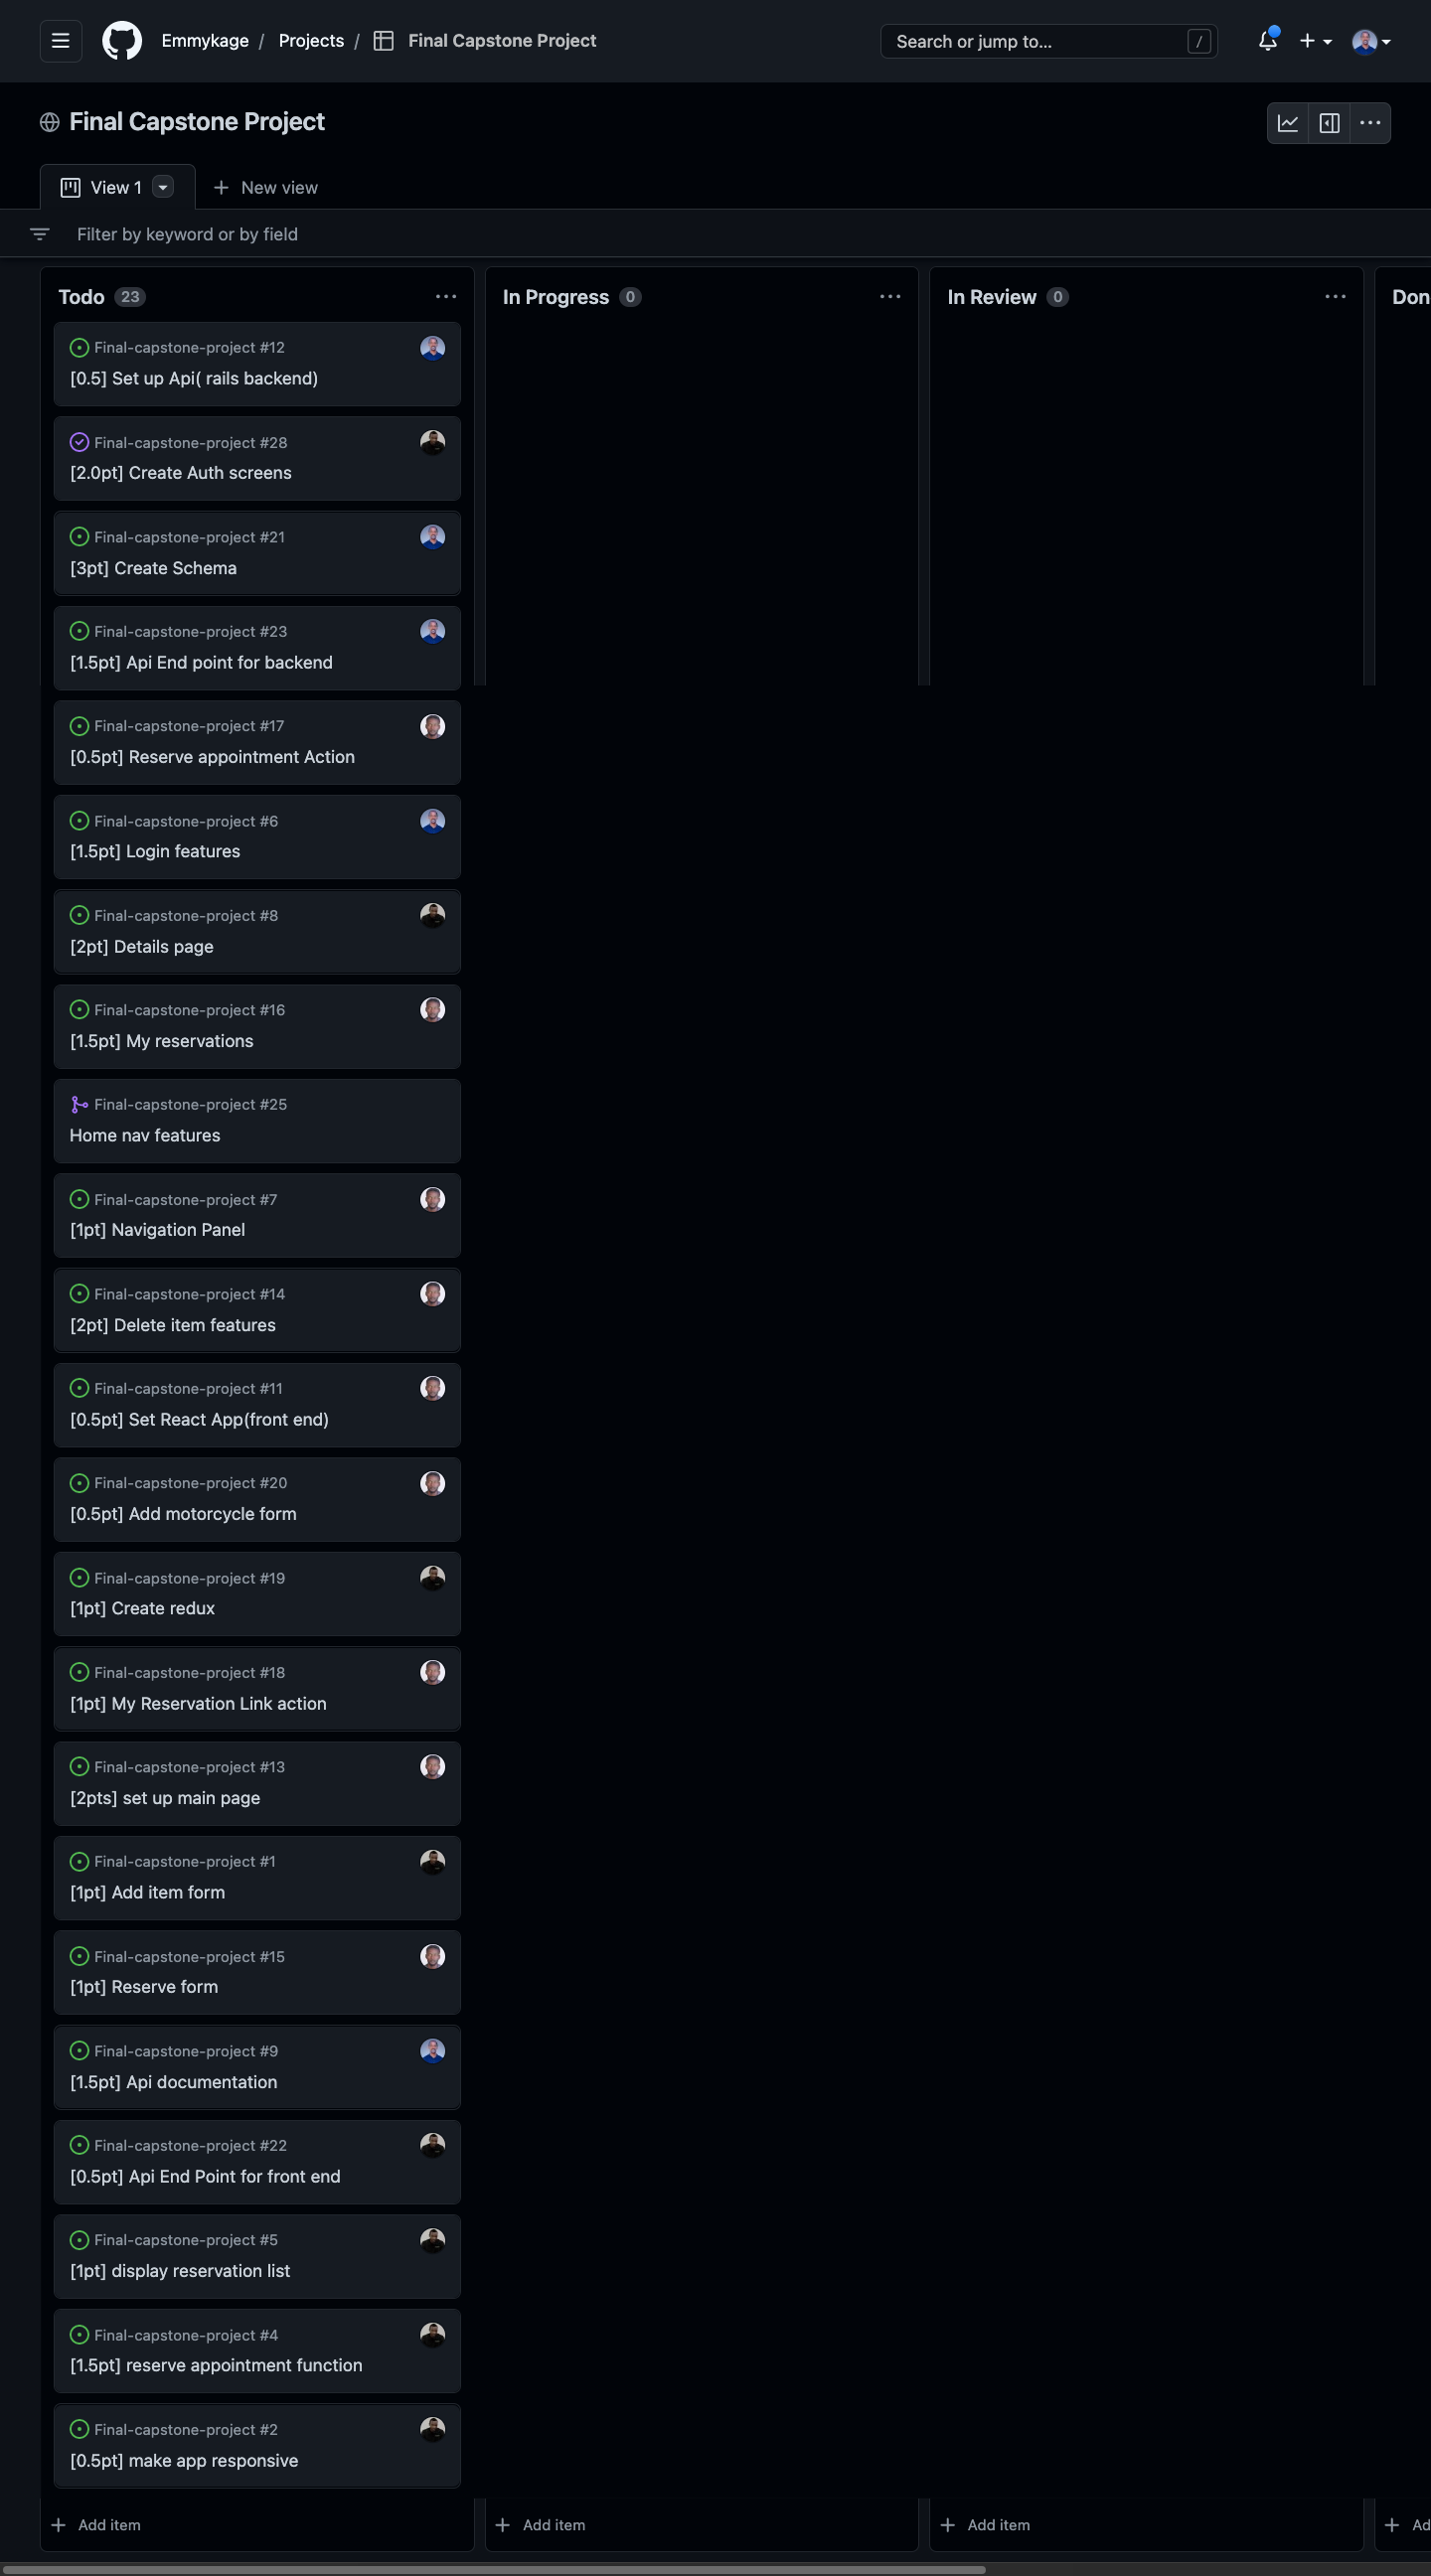 Emmykage / Projects / Final Capstone Project
Search or jump to... /
Final Capstone Project
View 1
New view
Filter by keyword or by field
Todo 23
Final-capstone-project #12
[0.5] Set up Api( rails backend)
Final-capstone-project #28
[2.0pt] Create Auth screens
Final-capstone-project #21
[3pt] Create Schema
Final-capstone-project #23
[1.5pt] Api End point for backend
Final-capstone-project #17
[0.5pt] Reserve appointment Action
Final-capstone-project #6
[1.5pt] Login features
Final-capstone-project #8
[2pt] Details page
Final-capstone-project #16
[1.5pt] My reservations
Final-capstone-project #25
Home nav features
Final-capstone-project #7
[1pt] Navigation Panel
Final-capstone-project #14
[2pt] Delete item features
Final-capstone-project #11
[0.5pt] Set React App(front end)
Final-capstone-project #20
[0.5pt] Add motorcycle form
Final-capstone-project #19
[1pt] Create redux
Final-capstone-project #18
[1pt] My Reservation Link action
Final-capstone-project #13
[2pts] set up main page
Final-capstone-project #1
[1pt] Add item form
Final-capstone-project #15
[1pt] Reserve form
Final-capstone-project #9
[1.5pt] Api documentation
Final-capstone-project #22
[0.5pt] Api End Point for front end
Final-capstone-project #5
[1pt] display reservation list
Final-capstone-project #4
[1.5pt] reserve appointment function
Final-capstone-project #2
[0.5pt] make app responsive
Add item
In Progress 0
Add item
In Review 0
Add item
Don
Ad